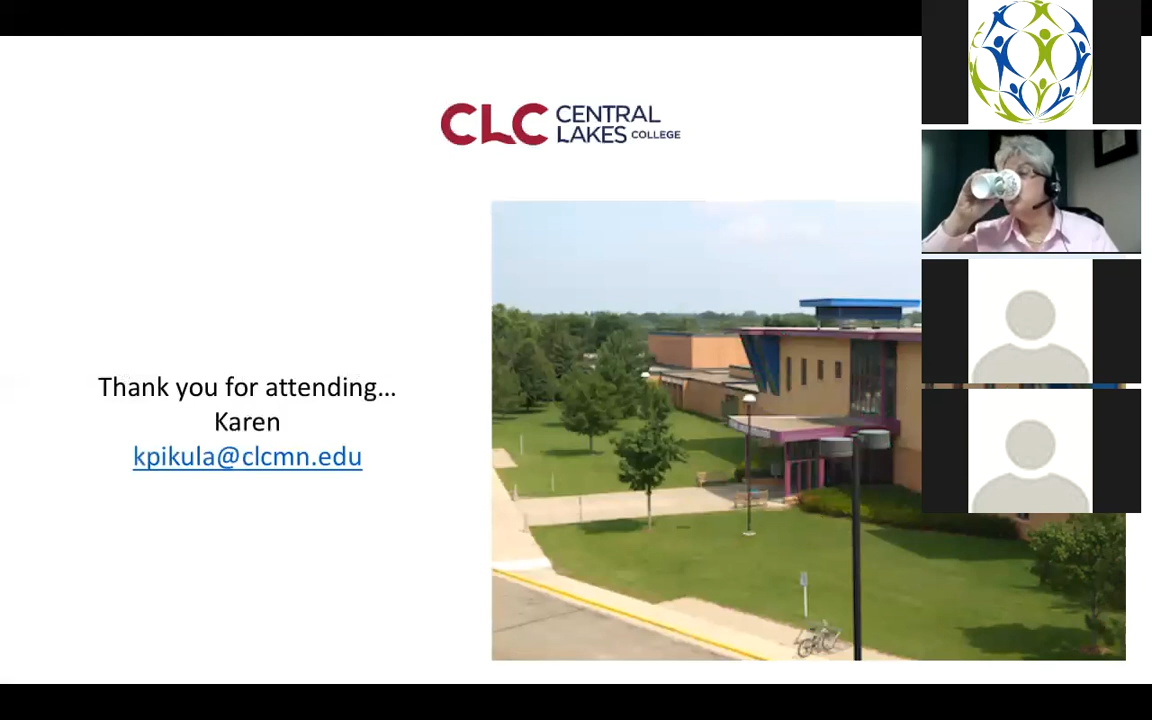 CLC CENTRAL
LAKES COLLEGE
Thank you for attending...
Karen
kpikula@clcmn.edu